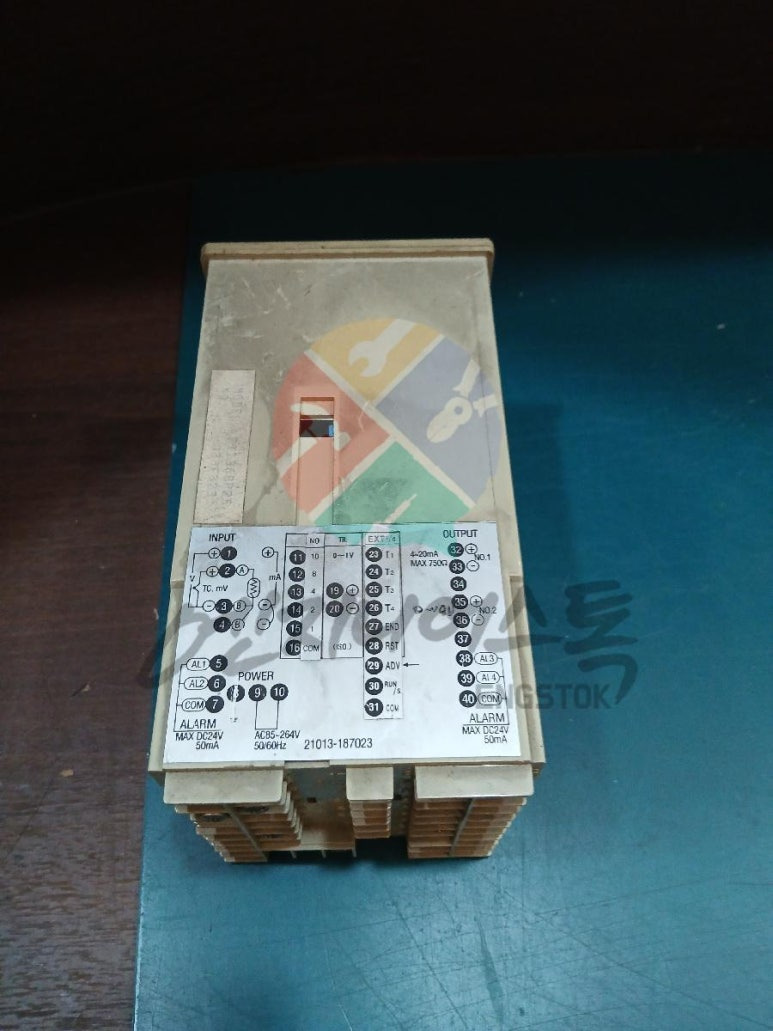 INPUT
NO
TR
EXT
OUTPUT
1
11 10
0~1V
23 T1
4~20mA
MAX 750Ω
32 + NO.1
2 A
mA
12 8
24 T2
33 -
V
TC, mV
13 4
19 +
25 T3
34
3 B
14 2
20 -
26 T4
35 + NO.2
4 B
15 1
27 END
36 -
16 COM
(ISO.)
28 RST
37
AL1 5
29 ADV
38 AL3
AL2 6
POWER
30 RUN
39 AL4
COM 7
9 10
31 COM
40 COM
ALARM
MAX DC24V
50mA
AC85~264V
50/60Hz
21013-187023
ALARM
MAX DC24V
50mA
ENGSTOK